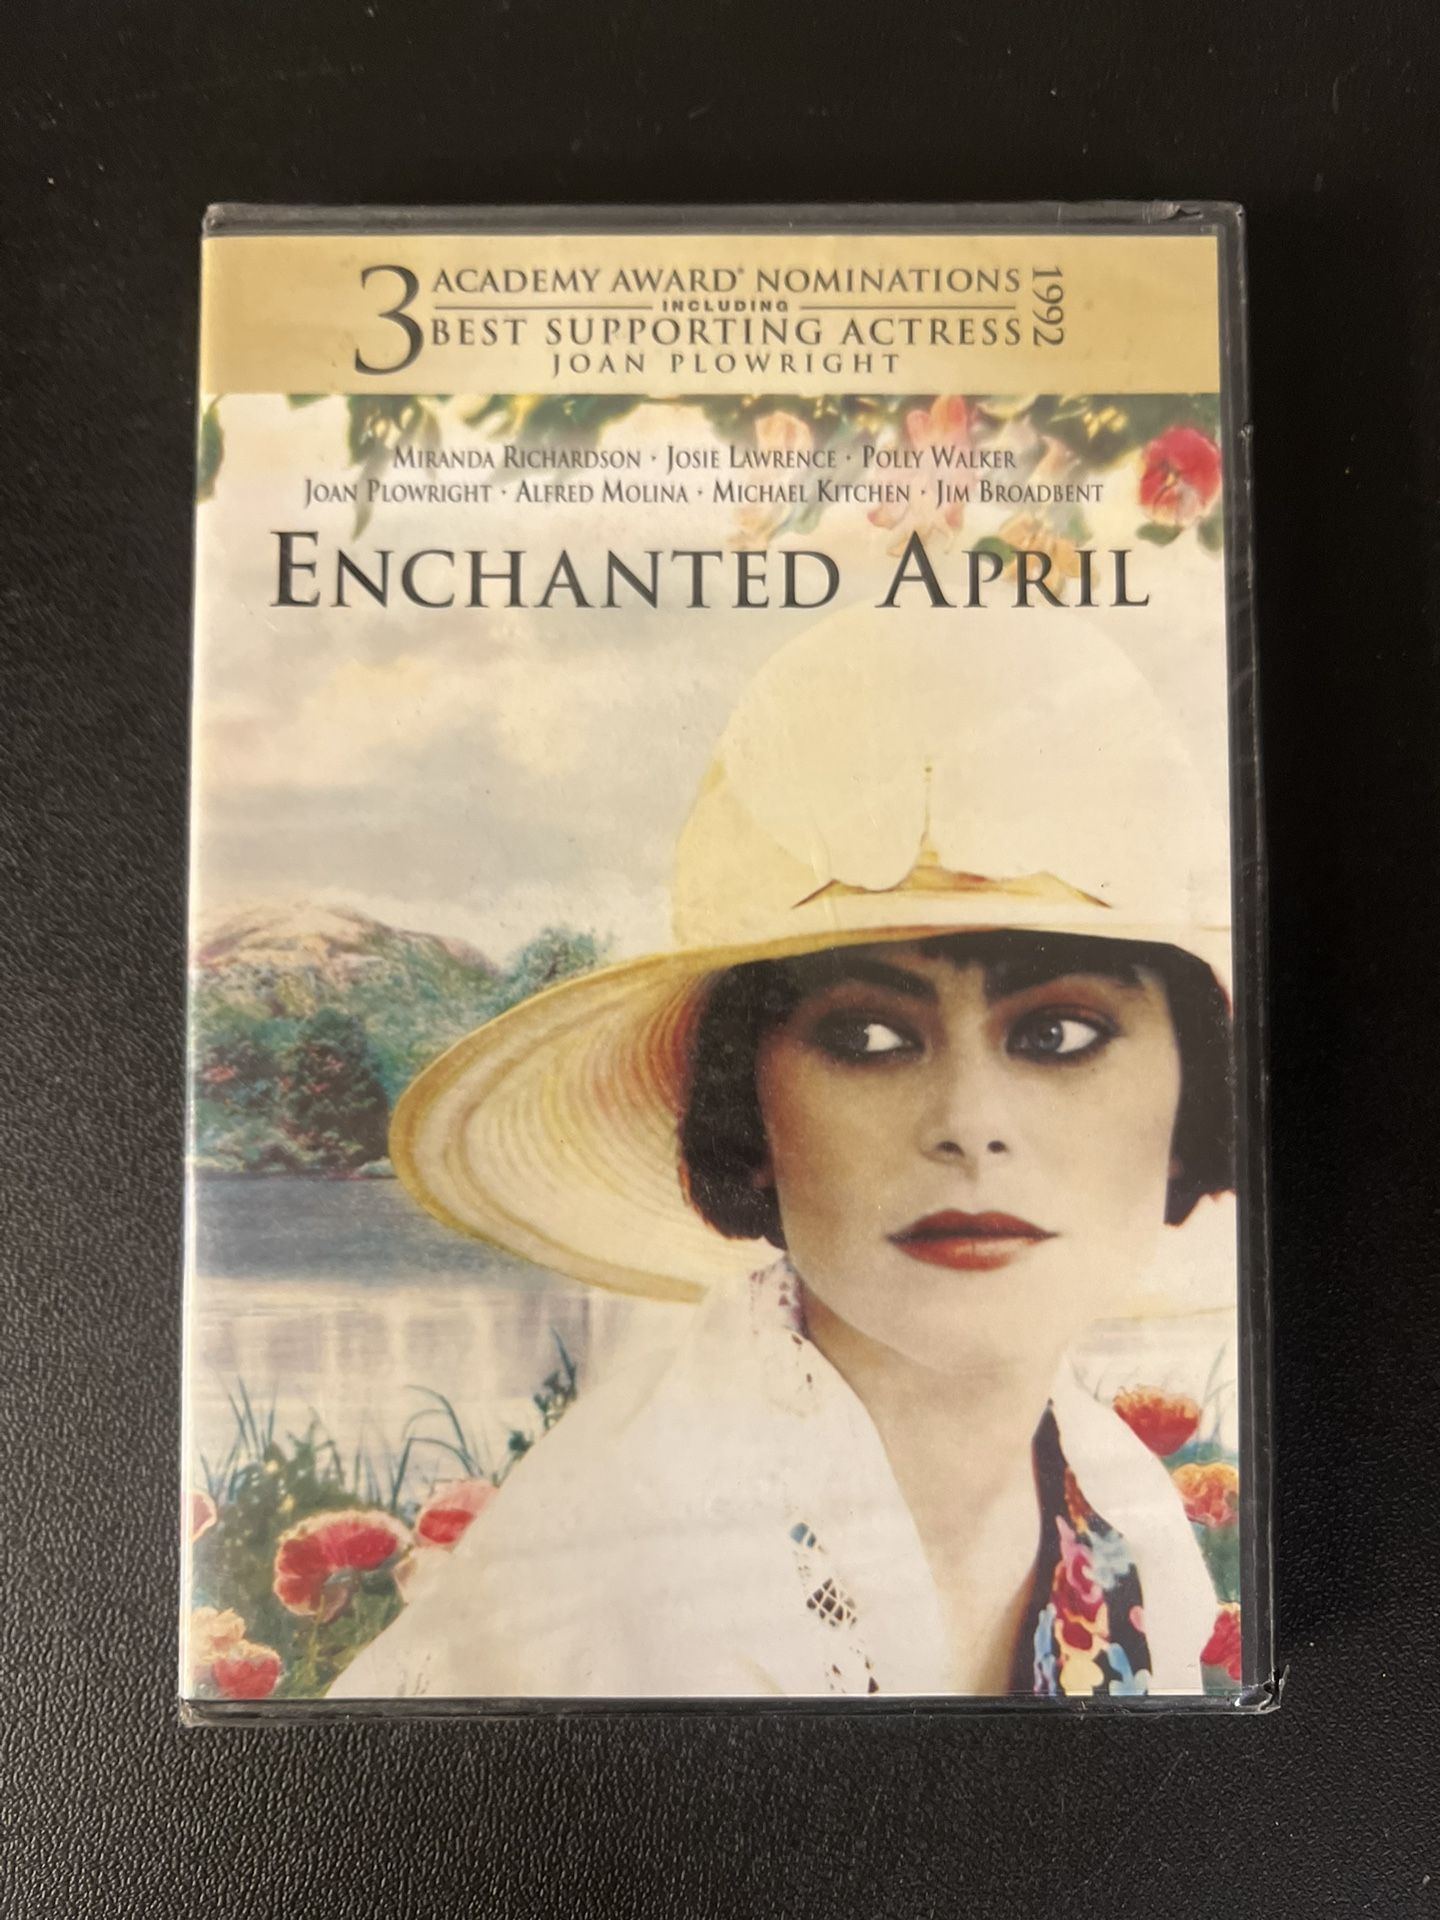 3 ACADEMY AWARD® NOMINATIONS 1992
INCLUDING
BEST SUPPORTING ACTRESS
JOAN PLOWRIGHT
MIRANDA RICHARDSON · JOSIE LAWRENCE · POLLY WALKER
JOAN PLOWRIGHT · ALFRED MOLINA · MICHAEL KITCHEN · JIM BROADBENT
ENCHANTED APRIL